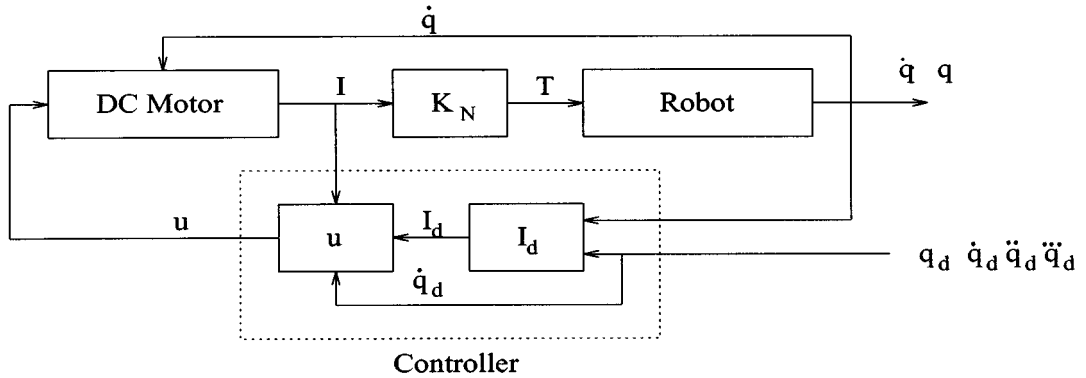 q̇
DC Motor
I
K_N
T
Robot
q̇ q
u
u
I_d
I_d
q̇_d
q_d q̇_d q̈_d q⃛_d
Controller